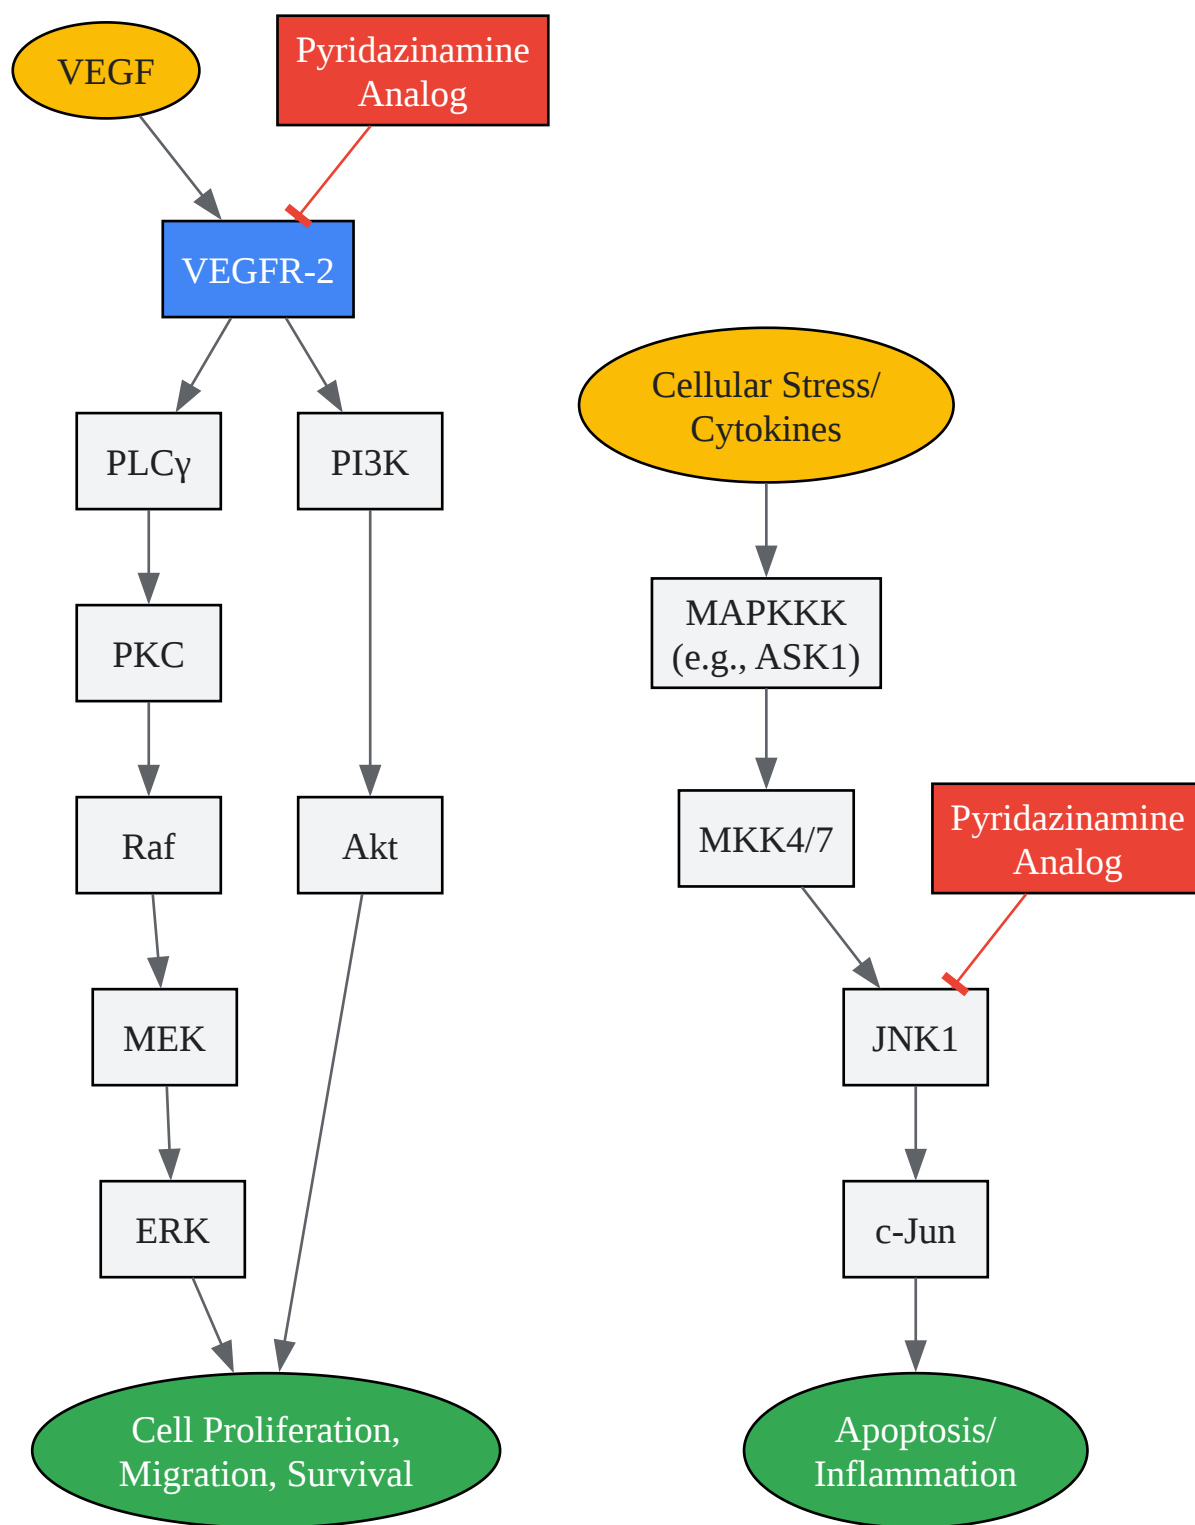 VEGF
Pyridazinamine
Analog
VEGFR-2
PLCγ
PI3K
PKC
Raf
Akt
MEK
ERK
Cell Proliferation,
Migration, Survival
Cellular Stress/
Cytokines
MAPKKK
(e.g., ASK1)
MKK4/7
Pyridazinamine
Analog
JNK1
c-Jun
Apoptosis/
Inflammation